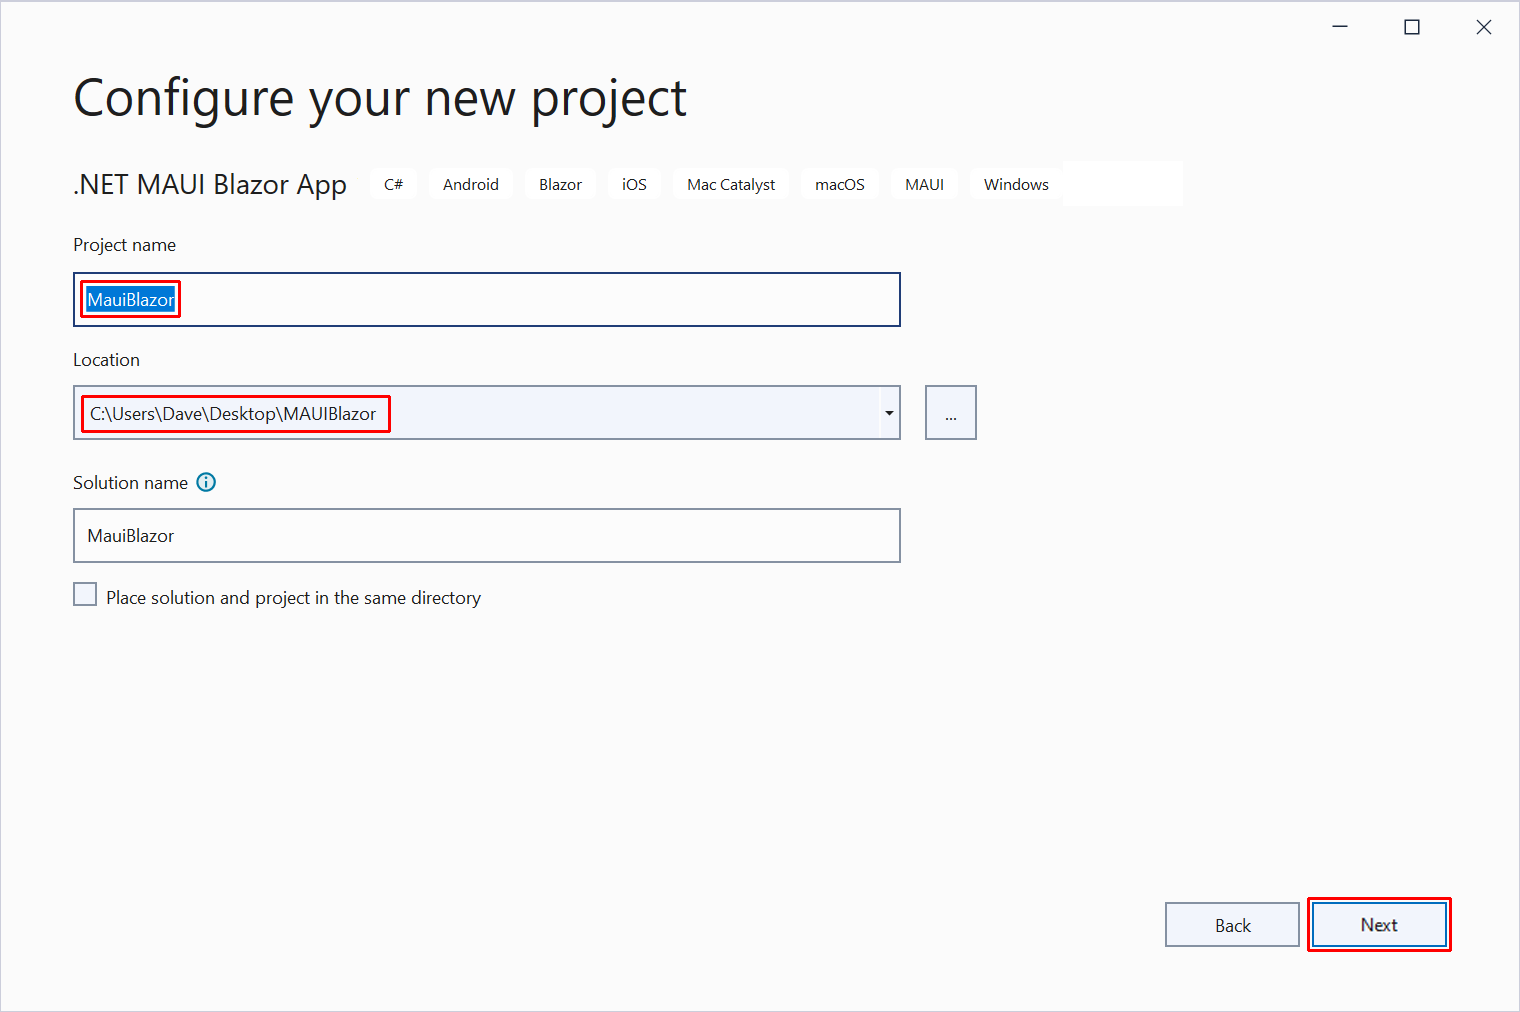 Configure your new project
.NET MAUI Blazor App C# Android Blazor iOS Mac Catalyst macOS MAUI Windows
Project name
MauiBlazor
Location
C:\Users\Dave\Desktop\MAUIBlazor
...
Solution name
MauiBlazor
Place solution and project in the same directory
Back Next